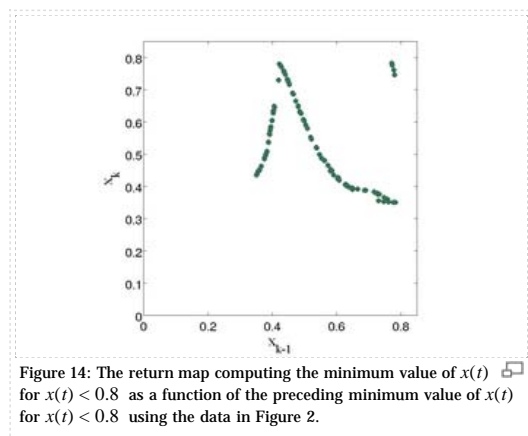 0.8
0.7
0.6
0.5
0.4
0.3
0.2
0.1
0
x_k
0 0.2 0.4 0.6 0.8
x_{k-1}
Figure 14: The return map computing the minimum value of x(t)
for x(t) < 0.8 as a function of the preceding minimum value of x(t)
for x(t) < 0.8 using the data in Figure 2.